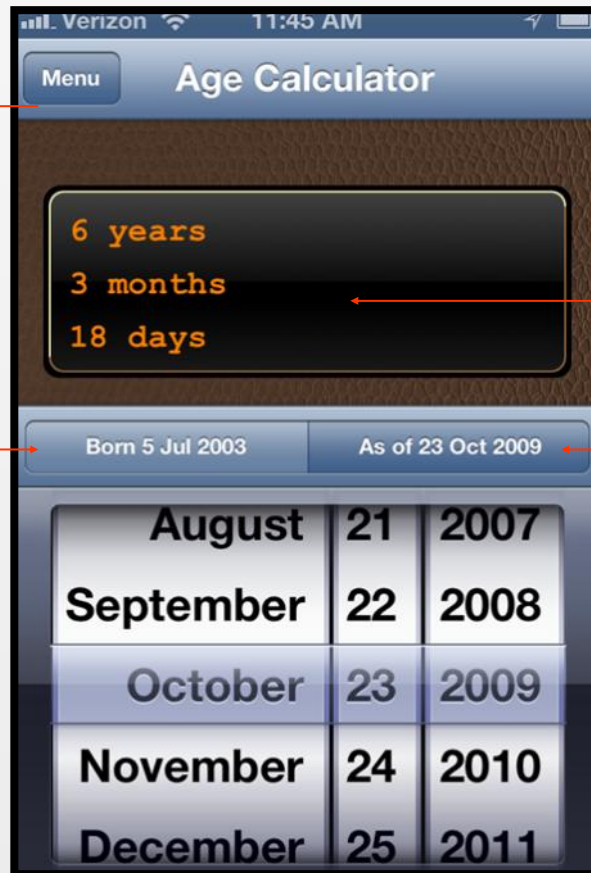 Verizon 11:45 AM
Menu Age Calculator
6 years
3 months
18 days
Born 5 Jul 2003 As of 23 Oct 2009
August 21 2007
September 22 2008
October 23 2009
November 24 2010
December 25 2011